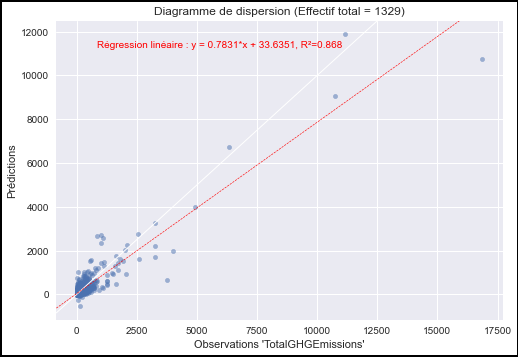 Diagramme de dispersion (Effectif total = 1329)
12000
Régression linéaire : y = 0.7831*x + 33.6351, R²=0.868
10000
8000
6000
4000
2000
0
Prédictions
0 2500 5000 7500 10000 12500 15000 17500
Observations 'TotalGHGEmissions'